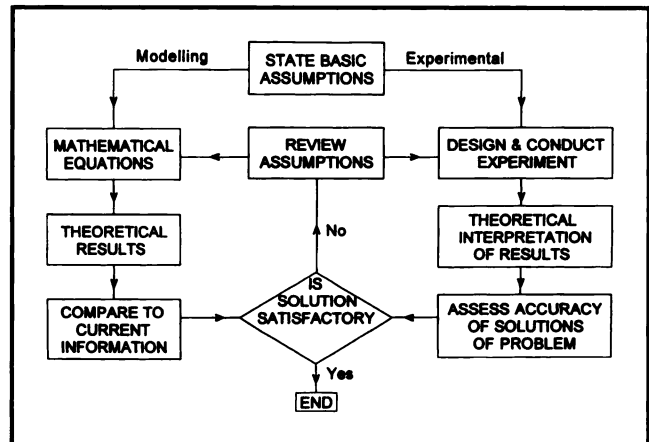 Modelling
STATE BASIC
ASSUMPTIONS
Experimental
MATHEMATICAL
EQUATIONS
REVIEW
ASSUMPTIONS
DESIGN & CONDUCT
EXPERIMENT
THEORETICAL
RESULTS
No
THEORETICAL
INTERPRETATION
OF RESULTS
COMPARE TO
CURRENT
INFORMATION
IS
SOLUTION
SATISFACTORY
ASSESS ACCURACY
OF SOLUTIONS
OF PROBLEM
Yes
END